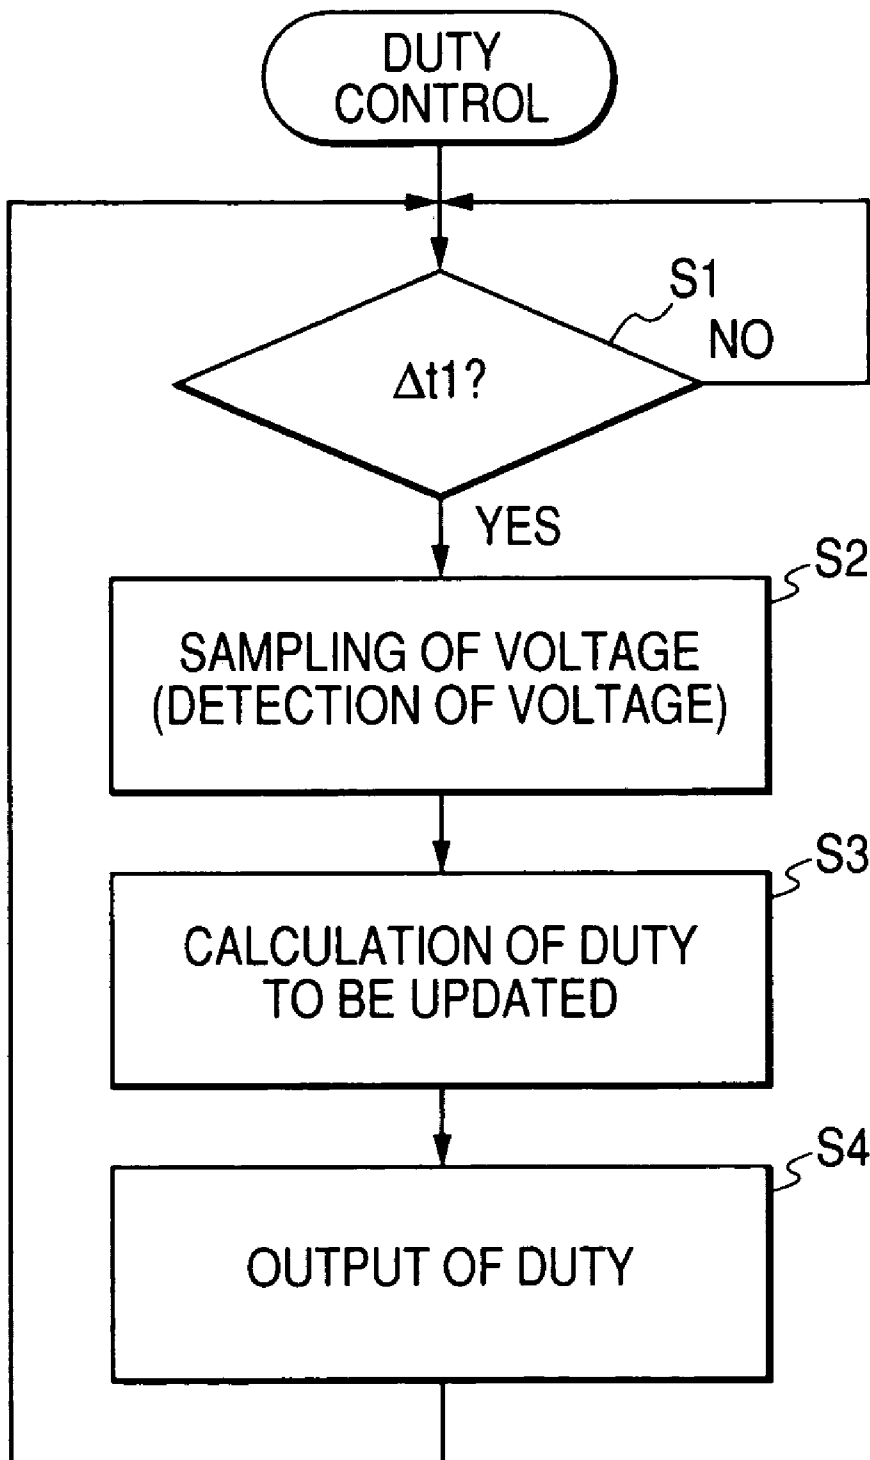 DUTY
CONTROL
S1
NO
Δt1?
YES
S2
SAMPLING OF VOLTAGE
(DETECTION OF VOLTAGE)
S3
CALCULATION OF DUTY
TO BE UPDATED
S4
OUTPUT OF DUTY